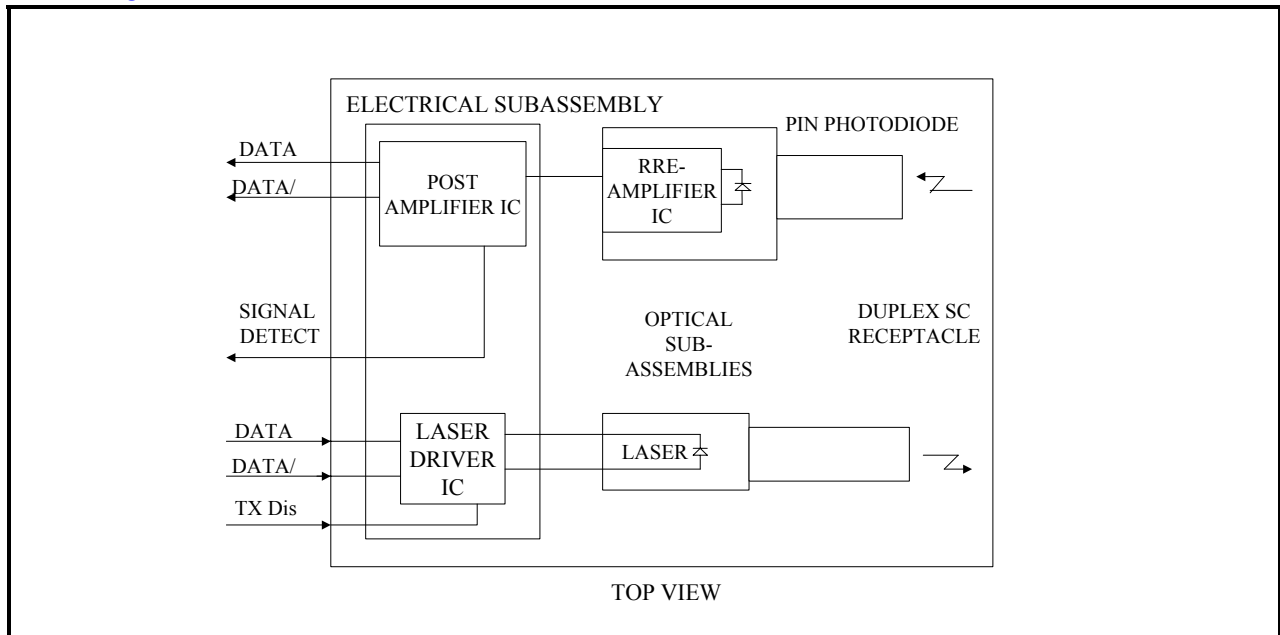 ELECTRICAL SUBASSEMBLY
PIN PHOTODIODE
DATA
DATA/
POST
AMPLIFIER IC
RRE-
AMPLIFIER
IC
SIGNAL
DETECT
OPTICAL
SUB-
ASSEMBLIES
DUPLEX SC
RECEPTACLE
DATA
DATA/
TX Dis
LASER
DRIVER
IC
LASER
TOP VIEW